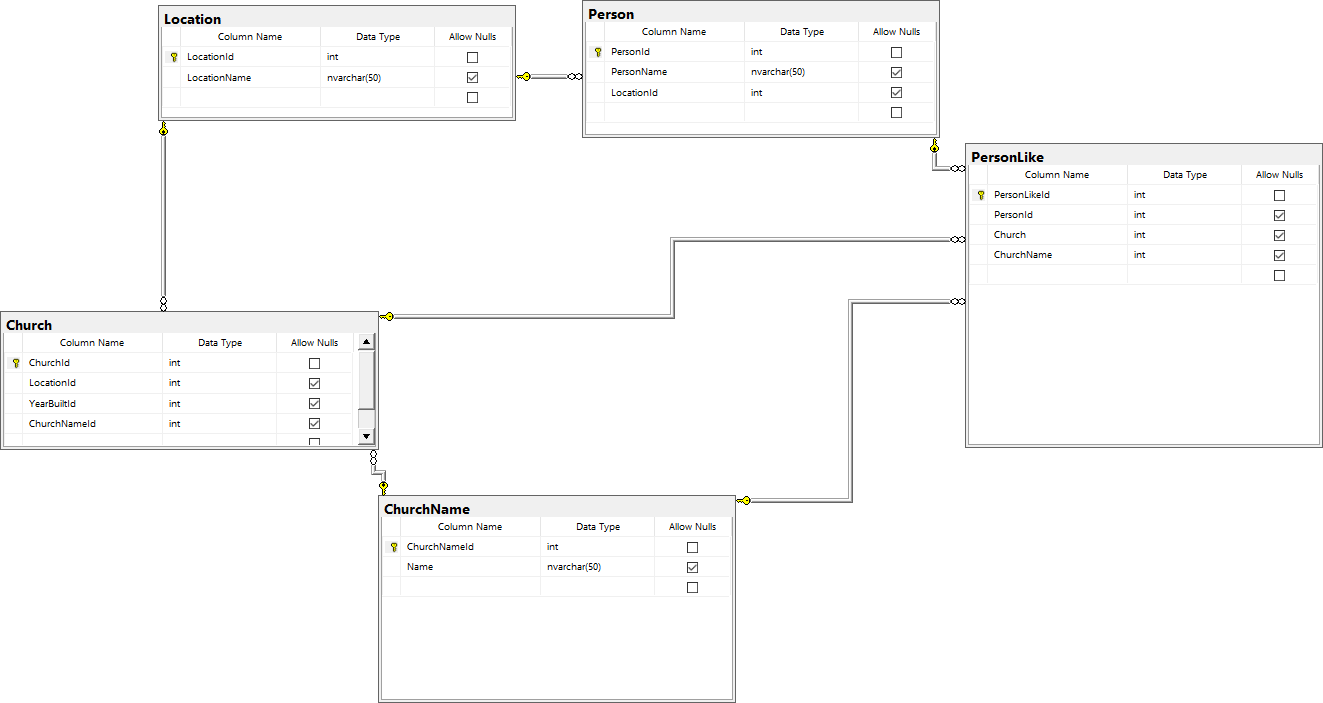 Location
Column Name Data Type Allow Nulls
LocationId int
LocationName nvarchar(50)
Person
Column Name Data Type Allow Nulls
PersonId int
PersonName nvarchar(50)
LocationId int
PersonLike
Column Name Data Type Allow Nulls
PersonLikeId int
PersonId int
Church int
ChurchName int
Church
Column Name Data Type Allow Nulls
ChurchId int
LocationId int
YearBuiltId int
ChurchNameId int
ChurchName
Column Name Data Type Allow Nulls
ChurchNameId int
Name nvarchar(50)